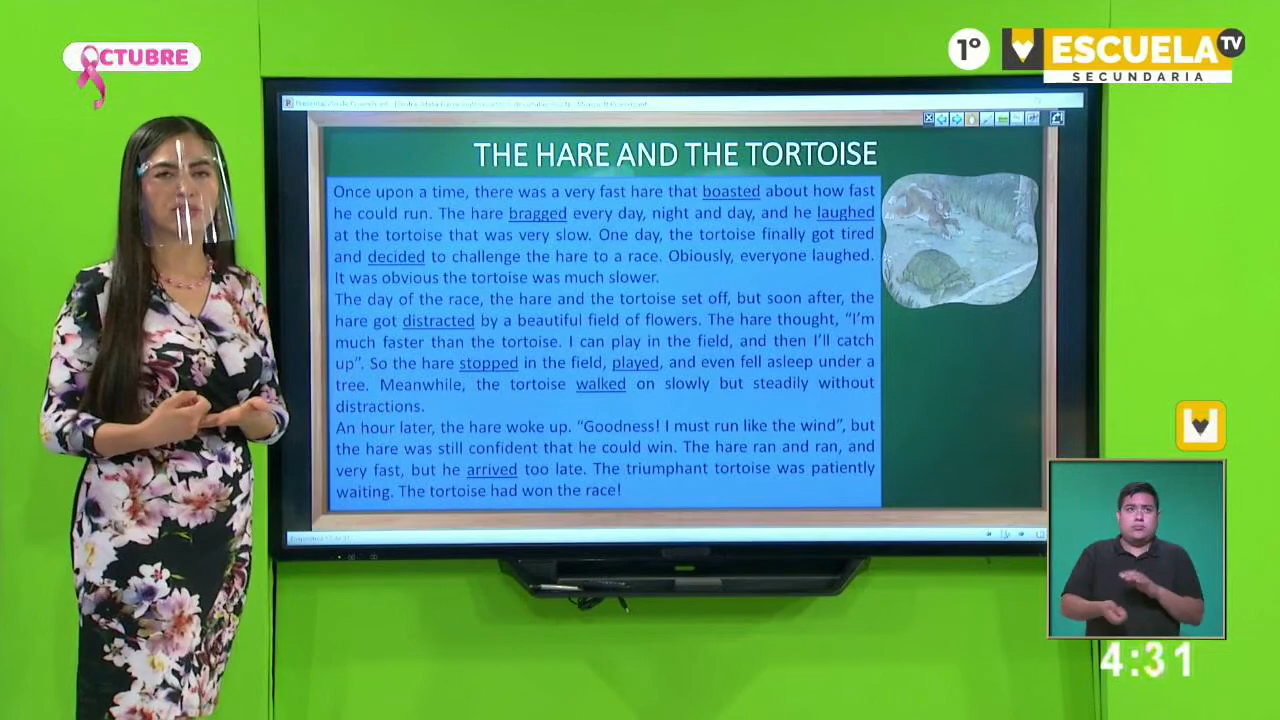 OCTUBRE
1º
ESCUELA TV
SECUNDARIA
THE HARE AND THE TORTOISE
Once upon a time, there was a very fast hare that boasted about how fast
he could run. The hare bragged every day, night and day, and he laughed
at the tortoise that was very slow. One day, the tortoise finally got tired
and decided to challenge the hare to a race. Obiously, everyone laughed.
It was obvious the tortoise was much slower.
The day of the race, the hare and the tortoise set off, but soon after, the
hare got distracted by a beautiful field of flowers. The hare thought, “I’m
much faster than the tortoise. I can play in the field, and then I’ll catch
up”. So the hare stopped in the field, played, and even fell asleep under a
tree. Meanwhile, the tortoise walked on slowly but steadily without
distractions.
An hour later, the hare woke up. “Goodness! I must run like the wind”, but
the hare was still confident that he could win. The hare ran and ran, and
very fast, but he arrived too late. The triumphant tortoise was patiently
waiting. The tortoise had won the race!
4:31